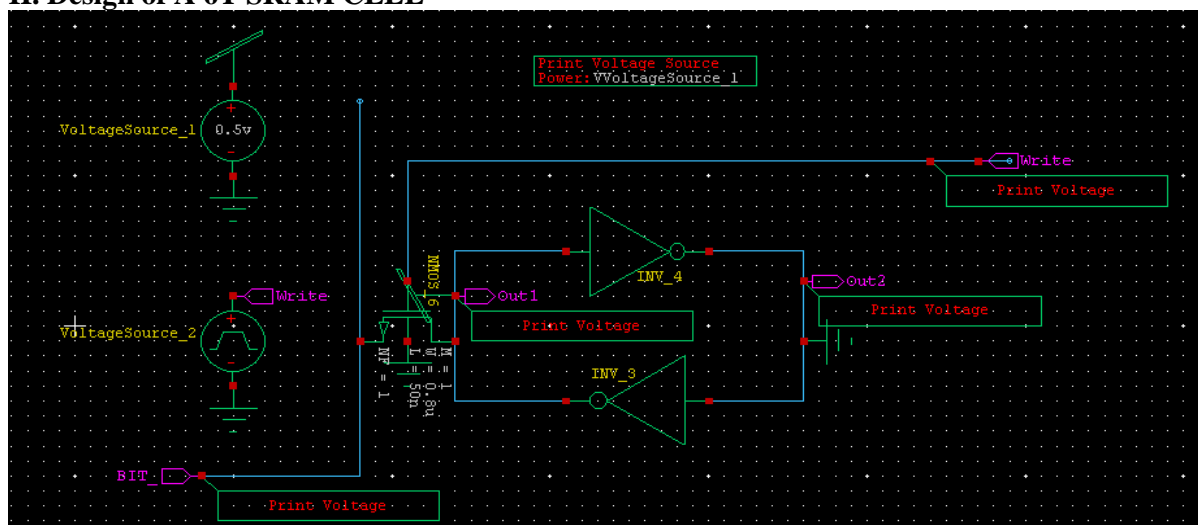 II. Design of A 6T SRAM CELL
Print Voltage Source
Power: VVoltageSource_1
VoltageSource_1
0.5v
Write
Print Voltage
NMOS_6
INV_4
Write
Out1
Out2
Print Voltage
Print Voltage
VoltageSource_2
INV_3
M = 1
W = 0.8u
L = 50n
NF = 1
BIT_
Print Voltage